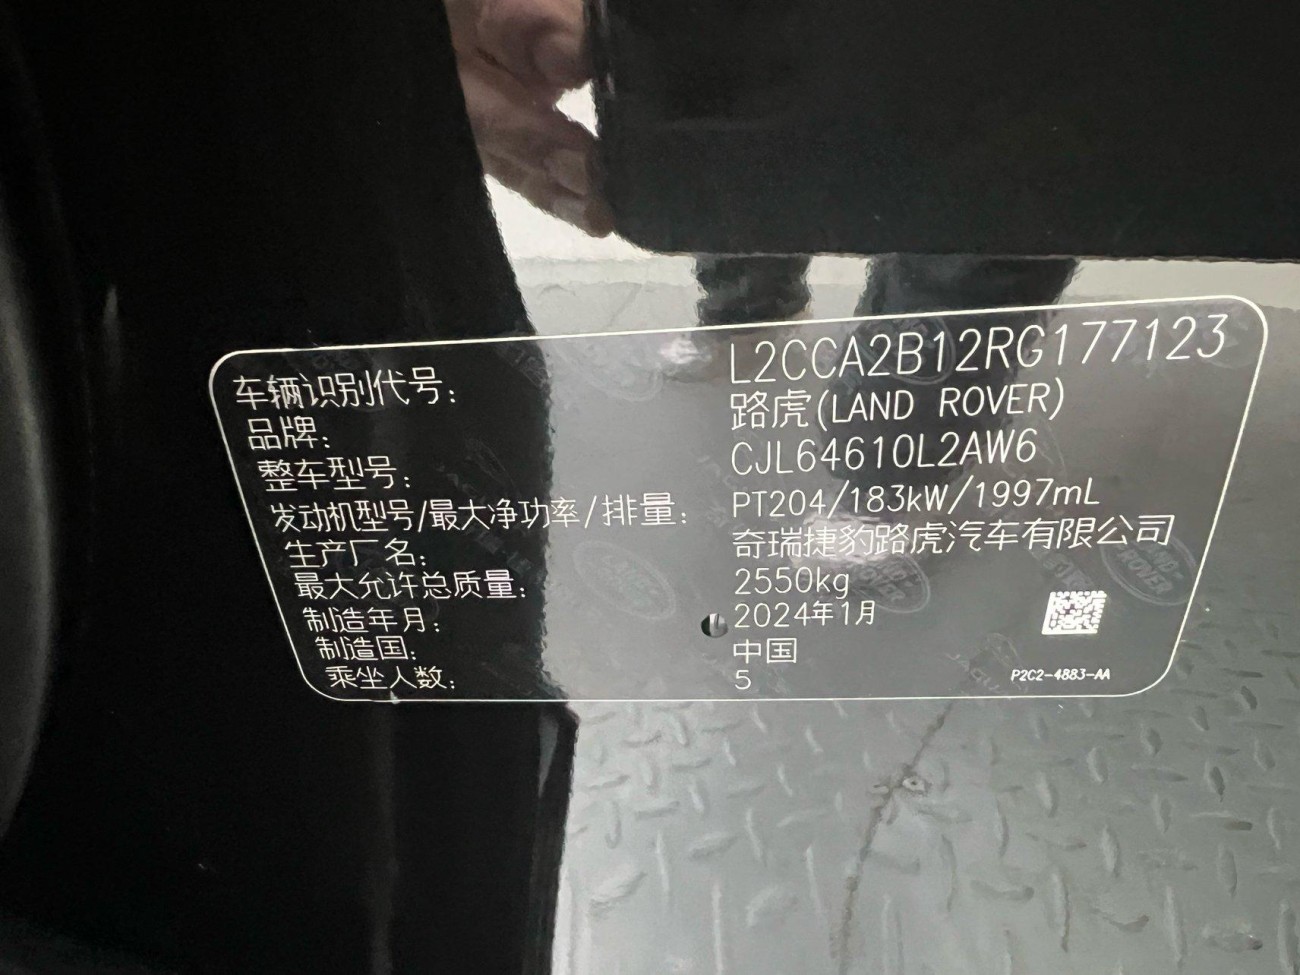 车辆识别代号: L2CCA2B12RG177123
品牌: 路虎(LAND ROVER)
整车型号: CJL6461OL2AW6
发动机型号/最大净功率/排量: PT204/183kW/1997mL
生产厂名: 奇瑞捷豹路虎汽车有限公司
最大允许总质量: 2550kg
制造年月: 2024年1月
制造国: 中国
乘坐人数: 5
P2C2-4883-AA